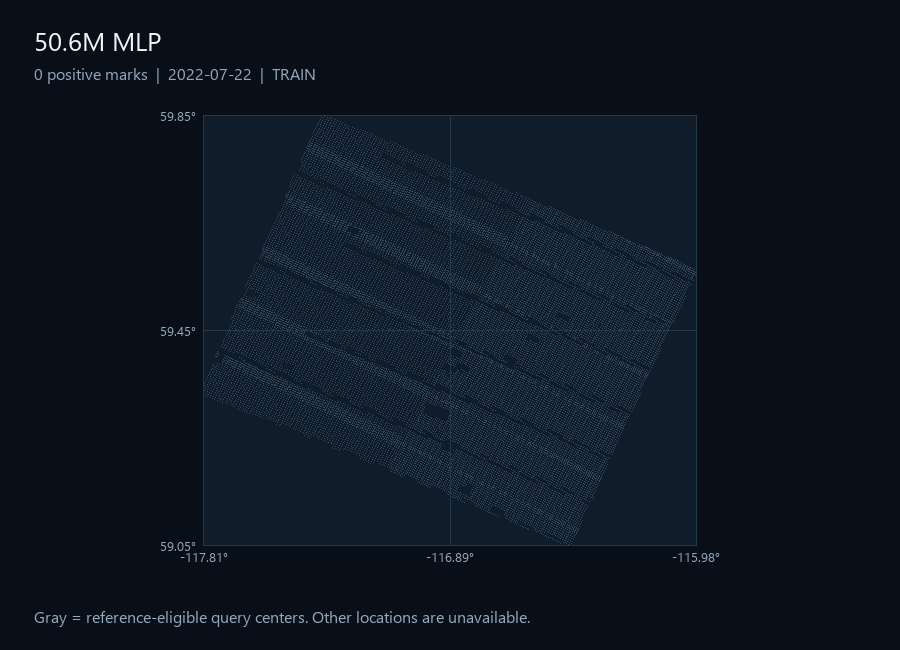 50.6M MLP
0 positive marks | 2022-07-22 | TRAIN
59.85°
59.45°
59.05°
-117.81°
-116.89°
-115.98°
Gray = reference-eligible query centers. Other locations are unavailable.